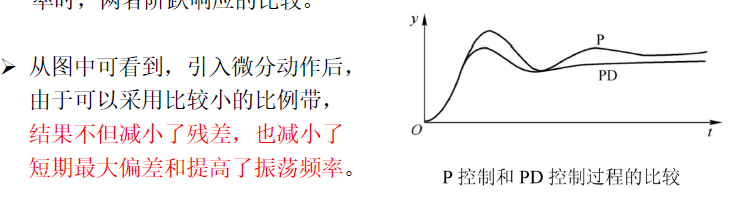 率时，两者阶跃响应的比较。
➤ 从图中可看到，引入微分动作后，
由于可以采用比较小的比例带，
结果不但减小了残差，也减小了
短期最大偏差和提高了振荡频率。
y
P
PD
O
t
P 控制和 PD 控制过程的比较